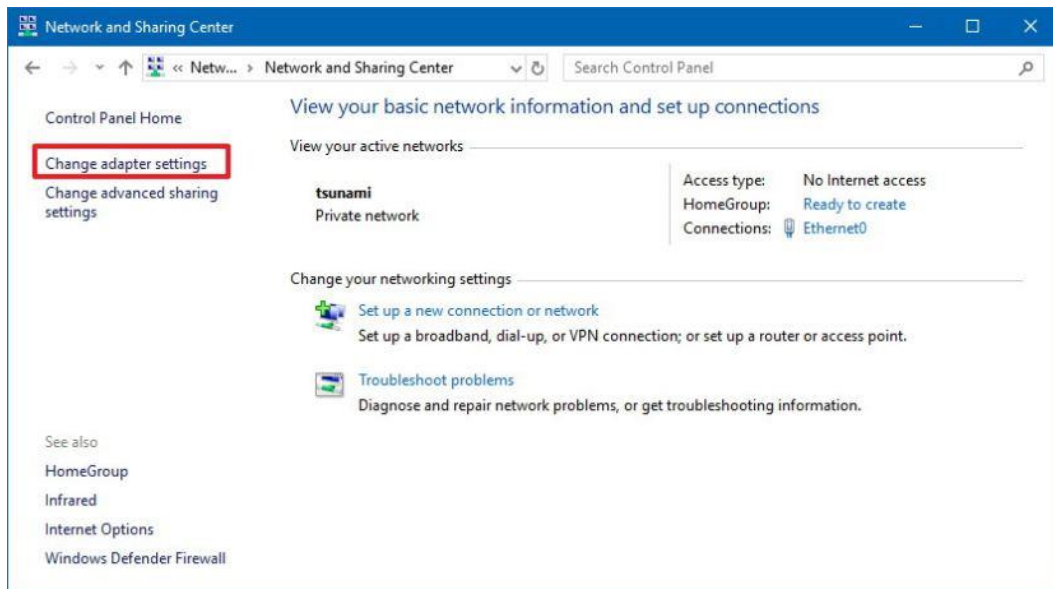 Network and Sharing Center
« Netw... > Network and Sharing Center
Search Control Panel
Control Panel Home
Change adapter settings
Change advanced sharing
settings
View your basic network information and set up connections
View your active networks
tsunami
Private network
Access type: No Internet access
HomeGroup: Ready to create
Connections: Ethernet0
Change your networking settings
Set up a new connection or network
Set up a broadband, dial-up, or VPN connection; or set up a router or access point.
Troubleshoot problems
Diagnose and repair network problems, or get troubleshooting information.
See also
HomeGroup
Infrared
Internet Options
Windows Defender Firewall